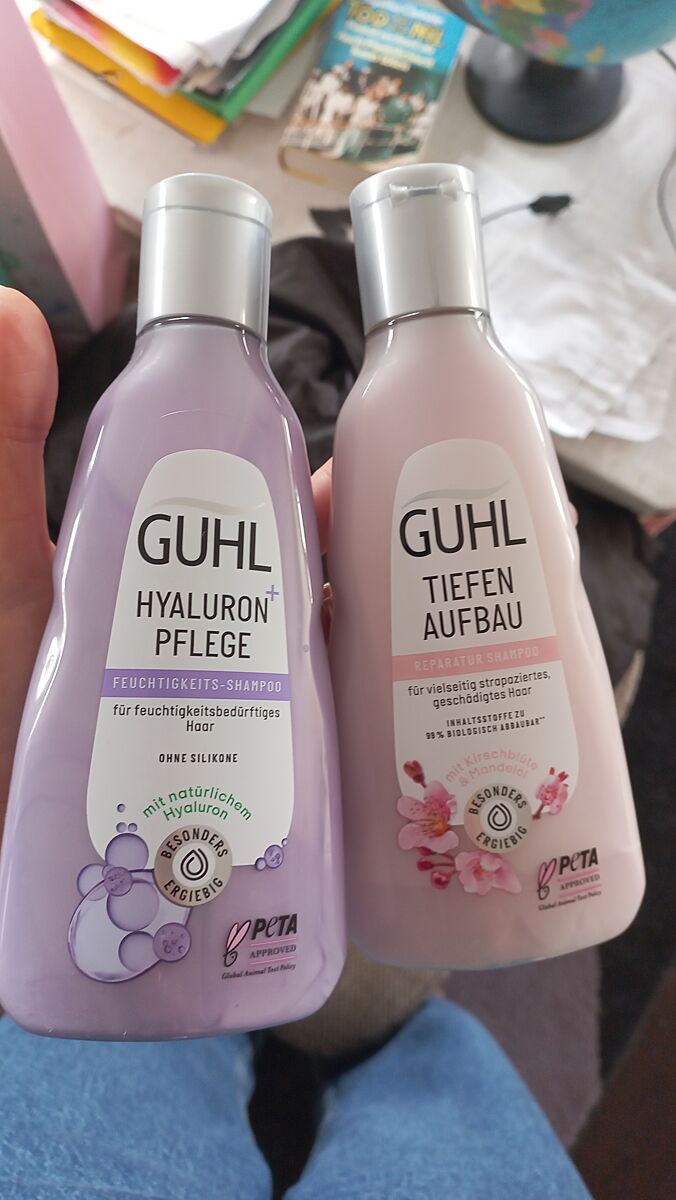 GUHL
HYALURON+
PFLEGE
FEUCHTIGKEITS-SHAMPOO
für feuchtigkeitsbedürftiges
Haar
OHNE SILIKONE
mit natürlichem
Hyaluron
BESONDERS
ERGIEBIG
PETA
APPROVED
Global Animal Test Policy
GUHL
TIEFEN
AUFBAU
REPARATUR SHAMPOO
für vielseitig strapaziertes,
geschädigtes Haar
INHALTSSTOFFE ZU
99% BIOLOGISCH ABBAUBAR**
mit Kirschblüte
& Mandelöl
BESONDERS
ERGIEBIG
PETA
APPROVED
Global Animal Test Policy